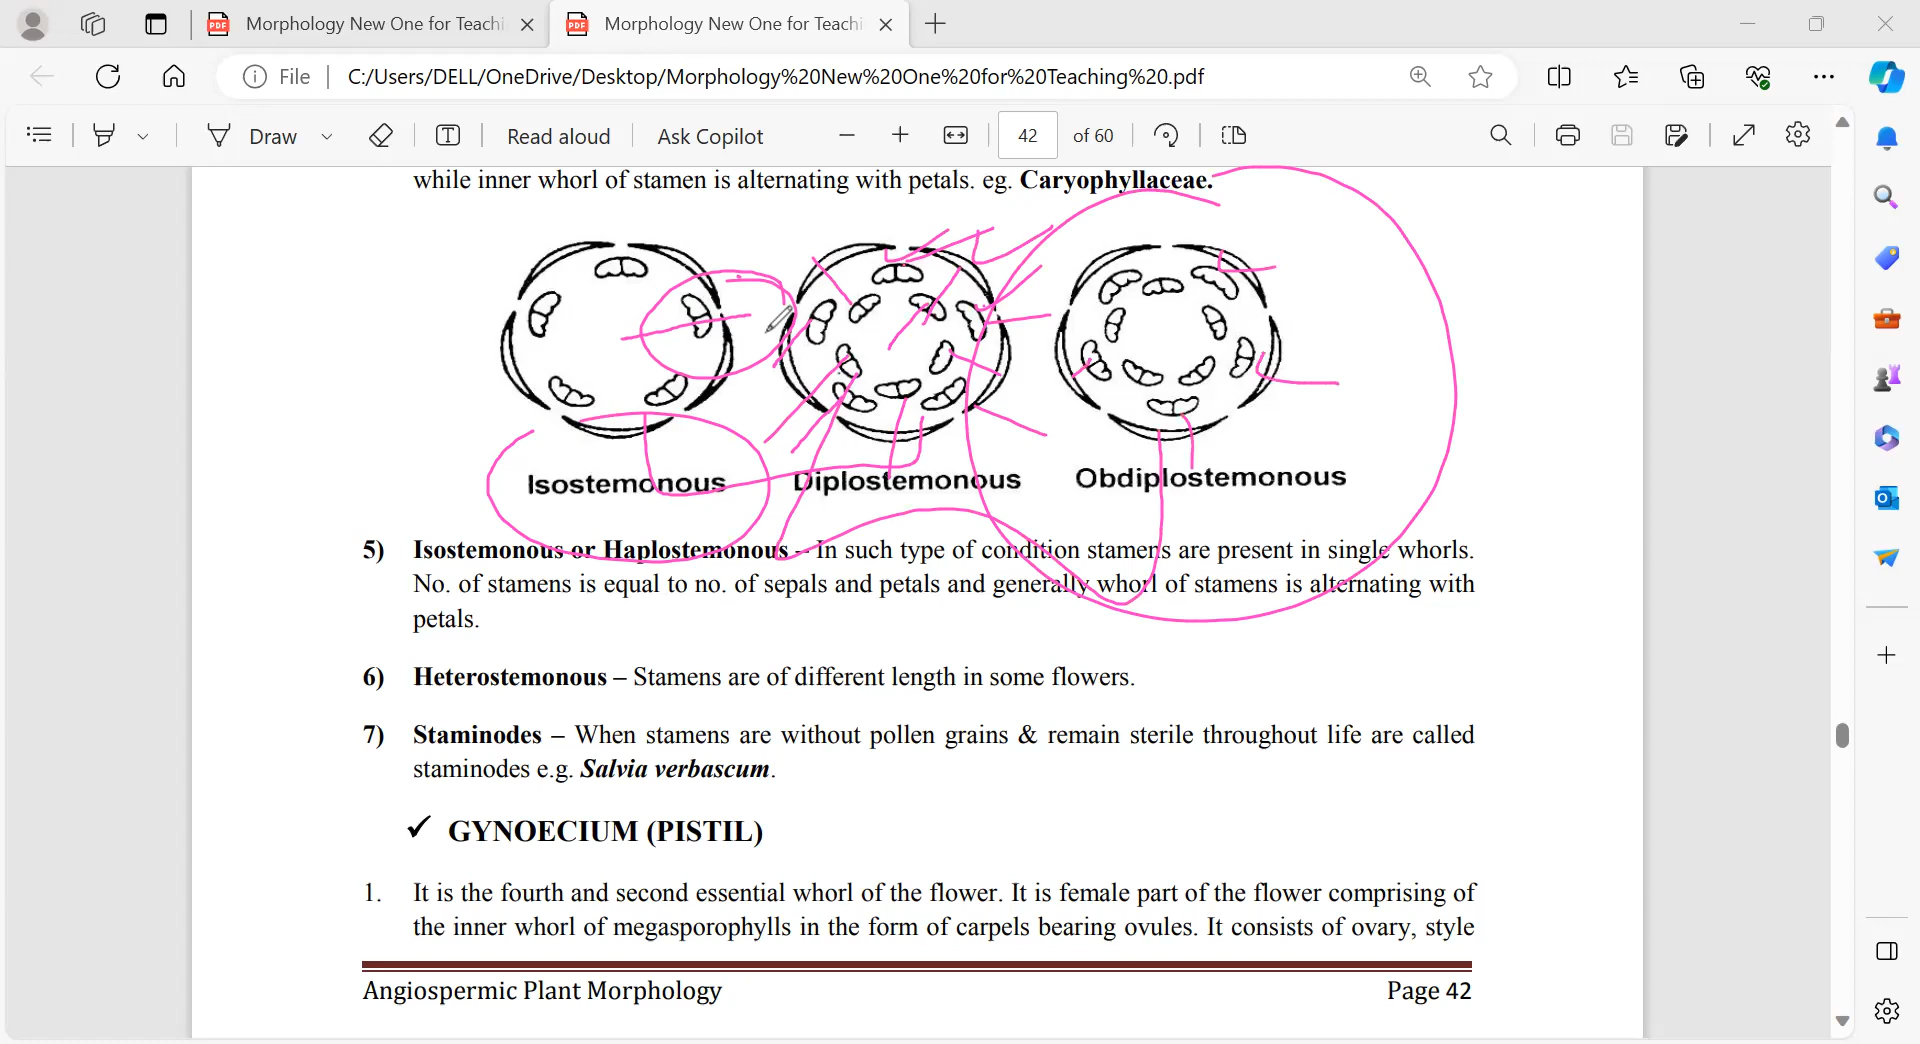 Morphology New One for Teachi
Morphology New One for Teachi
File
C:/Users/DELL/OneDrive/Desktop/Morphology%20New%20One%20for%20Teaching%20.pdf
Draw
Read aloud
Ask Copilot
42
of 60
while inner whorl of stamen is alternating with petals. eg. Caryophyllaceae.
Isostemonous
Diplostemonous
Obdiplostemonous
5) Isostemonous or Haplostemonous – In such type of condition stamens are present in single whorls.
No. of stamens is equal to no. of sepals and petals and generally whorl of stamens is alternating with
petals.
6) Heterostemonous – Stamens are of different length in some flowers.
7) Staminodes – When stamens are without pollen grains & remain sterile throughout life are called
staminodes e.g. Salvia verbascum.
✓ GYNOECIUM (PISTIL)
1. It is the fourth and second essential whorl of the flower. It is female part of the flower comprising of
the inner whorl of megasporophylls in the form of carpels bearing ovules. It consists of ovary, style
Angiospermic Plant Morphology
Page 42